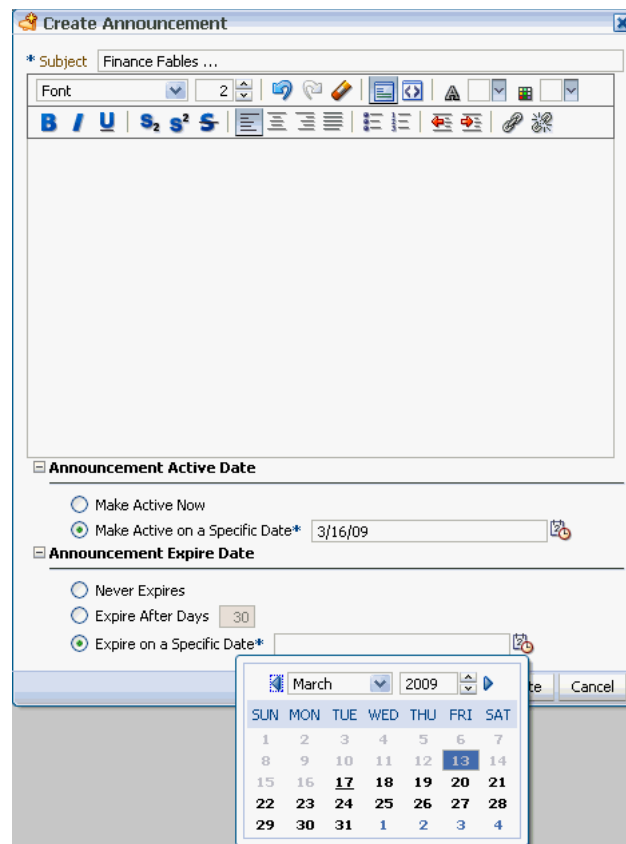 Create Announcement
* Subject Finance Fables ...
Font 2
B I U S2 S² S
Announcement Active Date
Make Active Now
Make Active on a Specific Date* 3/16/09
Announcement Expire Date
Never Expires
Expire After Days 30
Expire on a Specific Date*
March 2009
te Cancel
SUN MON TUE WED THU FRI SAT
1 2 3 4 5 6 7
8 9 10 11 12 13 14
15 16 17 18 19 20 21
22 23 24 25 26 27 28
29 30 31 1 2 3 4